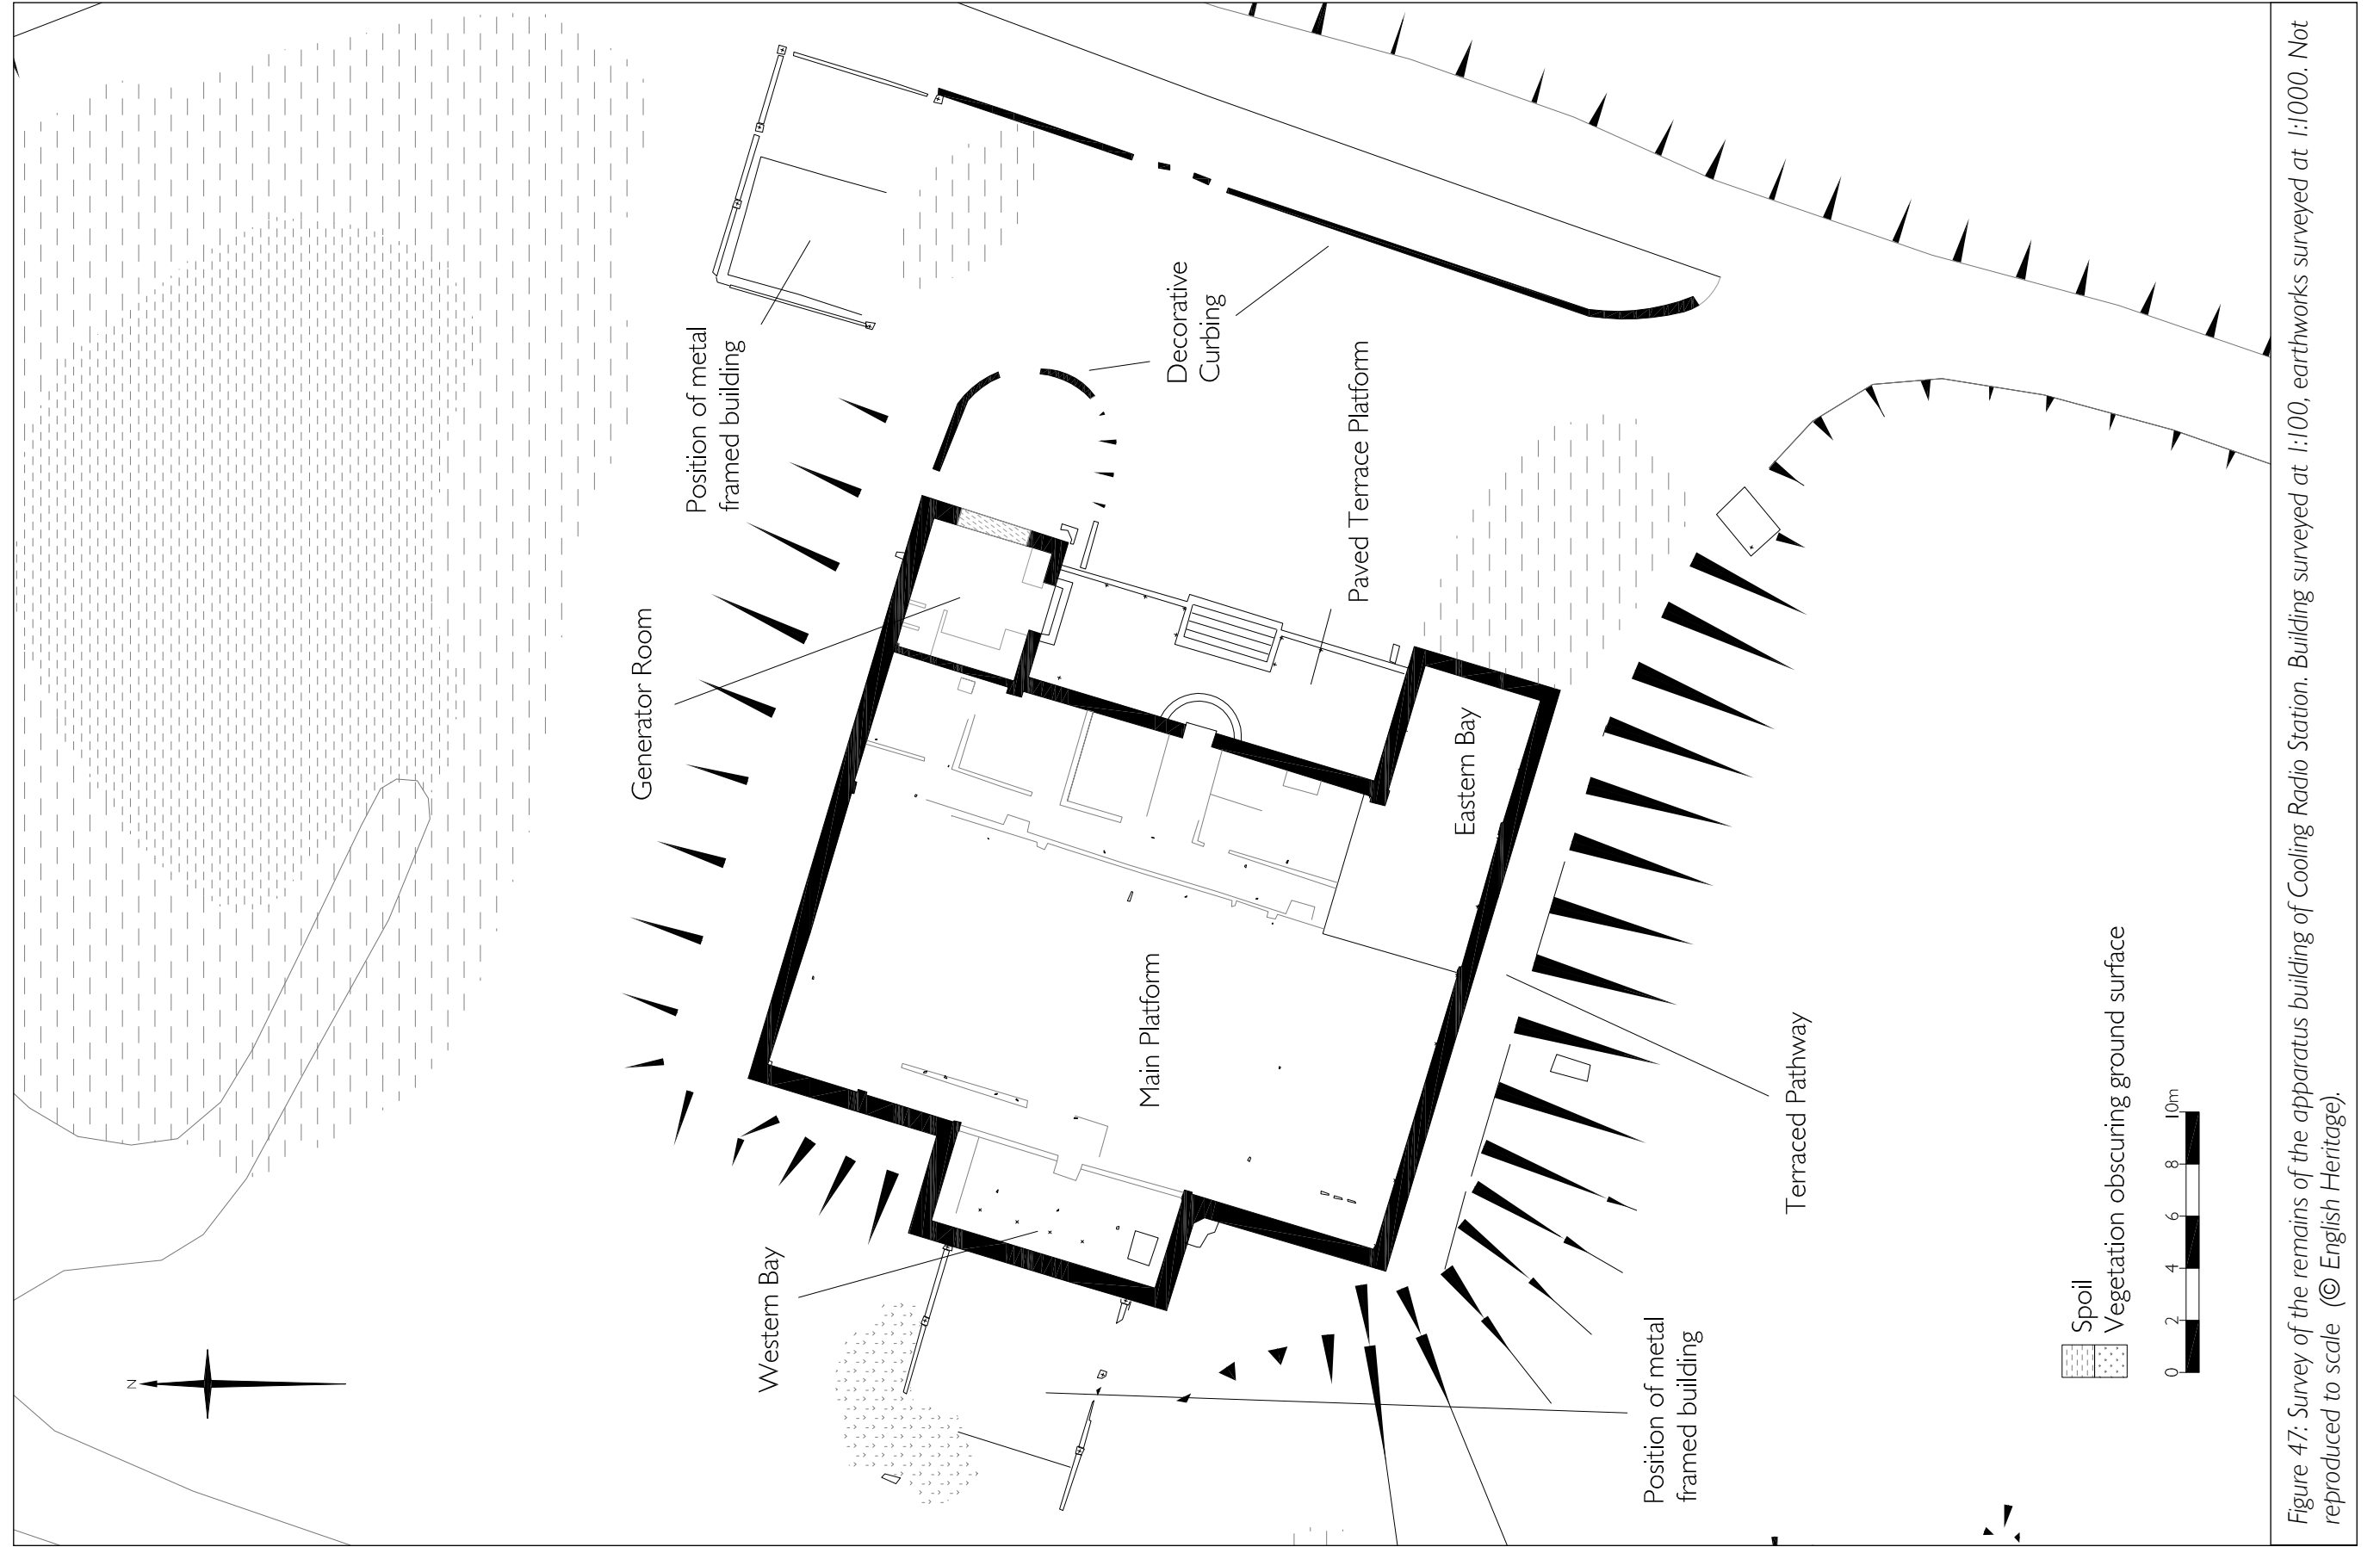 Position of metal
framed building
Generator Room
Decorative
Curbing
Paved Terrace Platform
Eastern Bay
Main Platform
Western Bay
Terraced Pathway
Position of metal
framed building
N
Spoil
Vegetation obscuring ground surface
0 2 4 6 8 10m
Figure 47: Survey of the remains of the apparatus building of Cooling Radio Station. Building surveyed at 1:100, earthworks surveyed at 1:1000. Not
reproduced to scale (© English Heritage).